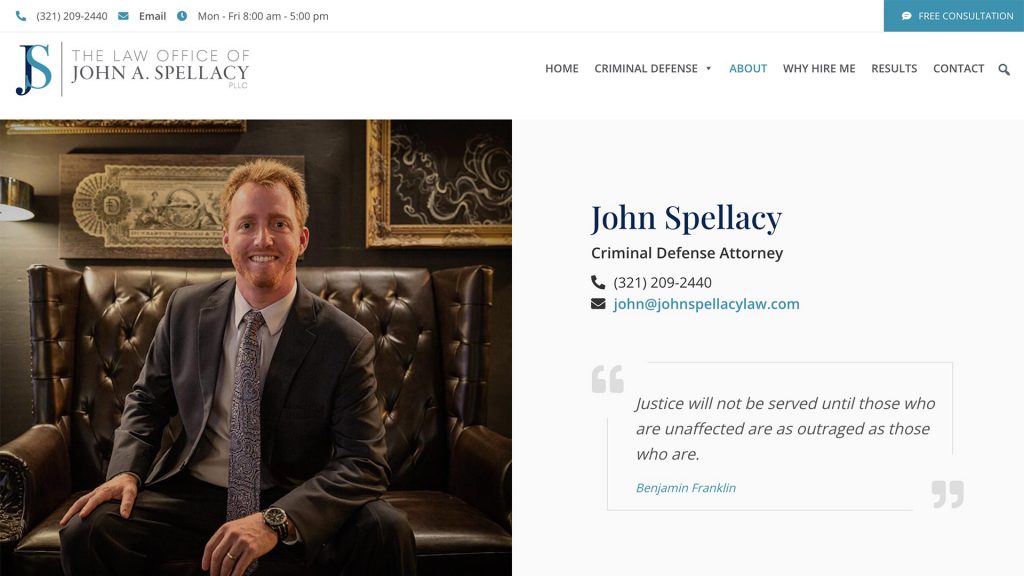 (321) 209-2440 Email Mon - Fri 8:00 am - 5:00 pm FREE CONSULTATION
JS THE LAW OFFICE OF
JOHN A. SPELLACY
PLLC
HOME CRIMINAL DEFENSE ABOUT WHY HIRE ME RESULTS CONTACT
John Spellacy
Criminal Defense Attorney
(321) 209-2440
john@johnspellacylaw.com
“
Justice will not be served until those who
are unaffected are as outraged as those
who are.
Benjamin Franklin
”